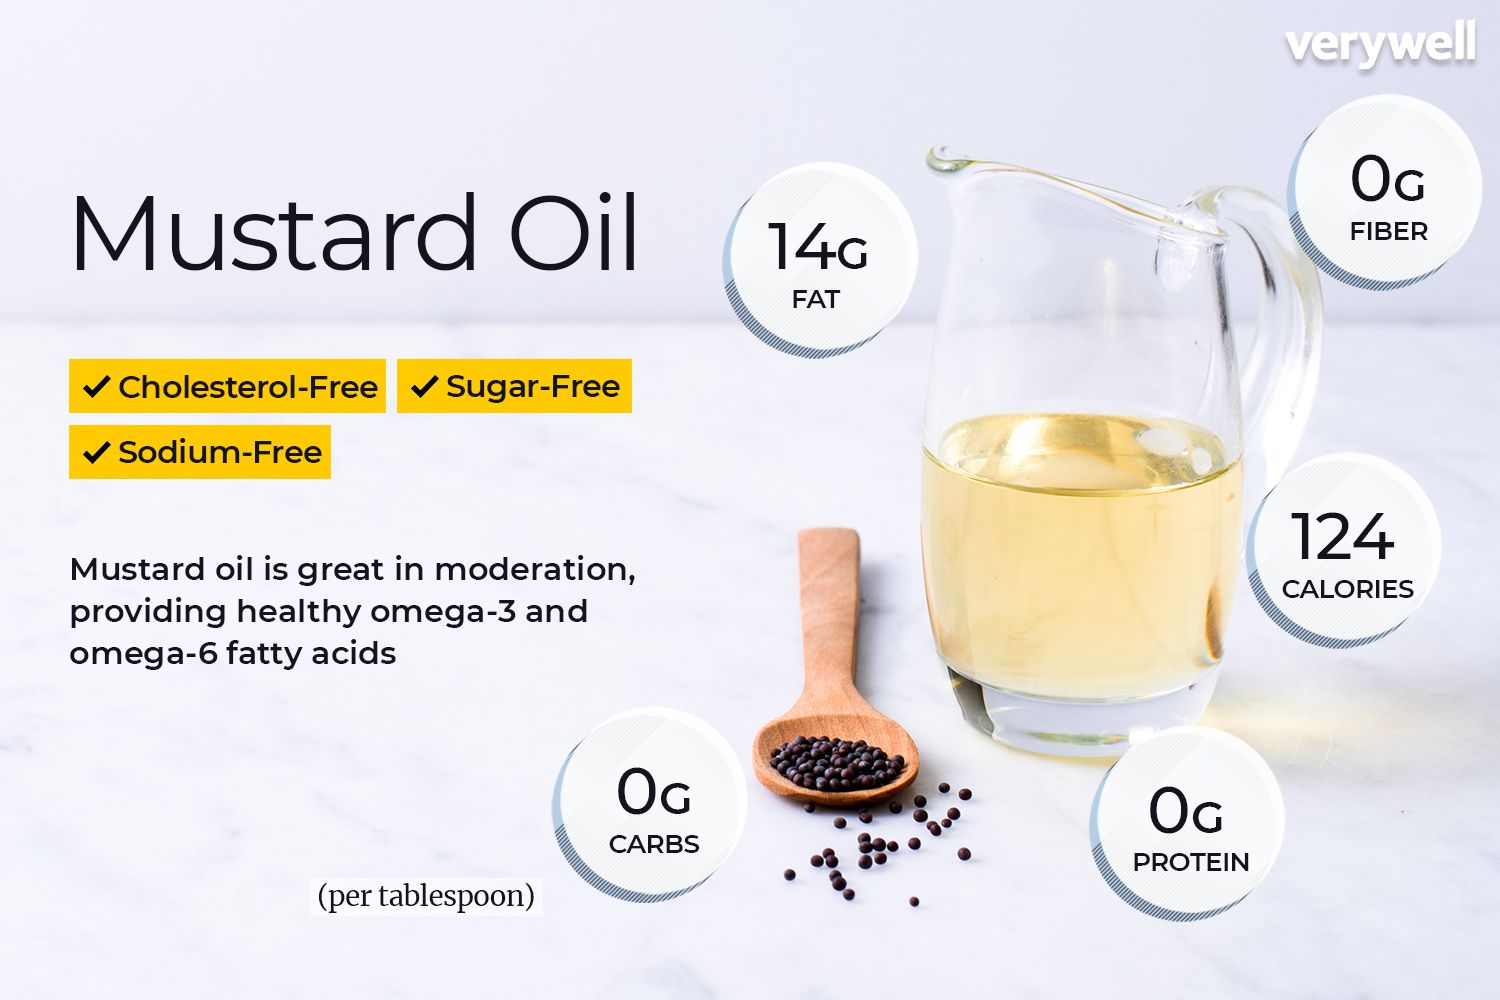 verywell
Mustard Oil
Cholesterol-Free
Sugar-Free
Sodium-Free
Mustard oil is great in moderation,
providing healthy omega-3 and
omega-6 fatty acids
14G
FAT
0G
FIBER
124
CALORIES
0G
CARBS
0G
PROTEIN
(per tablespoon)